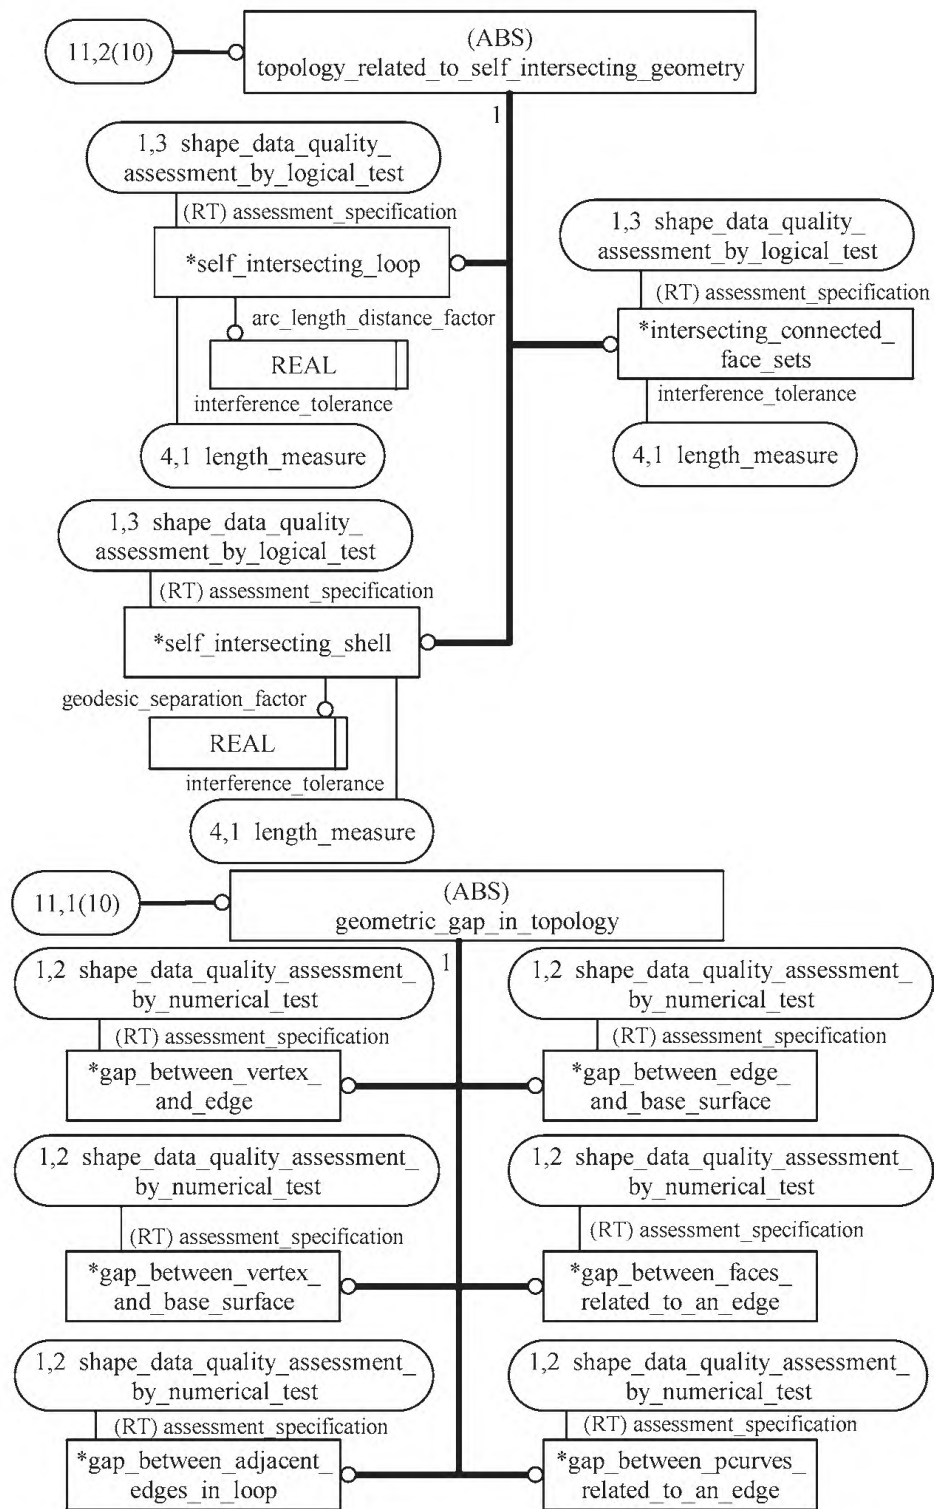 11,2(10)
(ABS)
topology_related_to_self_intersecting_geometry
1
1,3 shape_data_quality_
assessment_by_logical_test
(RT) assessment_specification
*self_intersecting_loop
arc_length_distance_factor
REAL
interference_tolerance
4,1 length_measure
1,3 shape_data_quality_
assessment_by_logical_test
(RT) assessment_specification
*intersecting_connected_
face_sets
interference_tolerance
4,1 length_measure
1,3 shape_data_quality_
assessment_by_logical_test
(RT) assessment_specification
*self_intersecting_shell
geodesic_separation_factor
REAL
interference_tolerance
4,1 length_measure
11,1(10)
(ABS)
geometric_gap_in_topology
1
1,2 shape_data_quality_assessment_
by_numerical_test
(RT) assessment_specification
*gap_between_vertex_
and_edge
1,2 shape_data_quality_assessment_
by_numerical_test
(RT) assessment_specification
*gap_between_edge_
and_base_surface
1,2 shape_data_quality_assessment_
by_numerical_test
(RT) assessment_specification
*gap_between_vertex_
and_base_surface
1,2 shape_data_quality_assessment_
by_numerical_test
(RT) assessment_specification
*gap_between_faces_
related_to_an_edge
1,2 shape_data_quality_assessment_
by_numerical_test
(RT) assessment_specification
*gap_between_adjacent_
edges_in_loop
1,2 shape_data_quality_assessment_
by_numerical_test
(RT) assessment_specification
*gap_between_pcurves_
related_to_an_edge